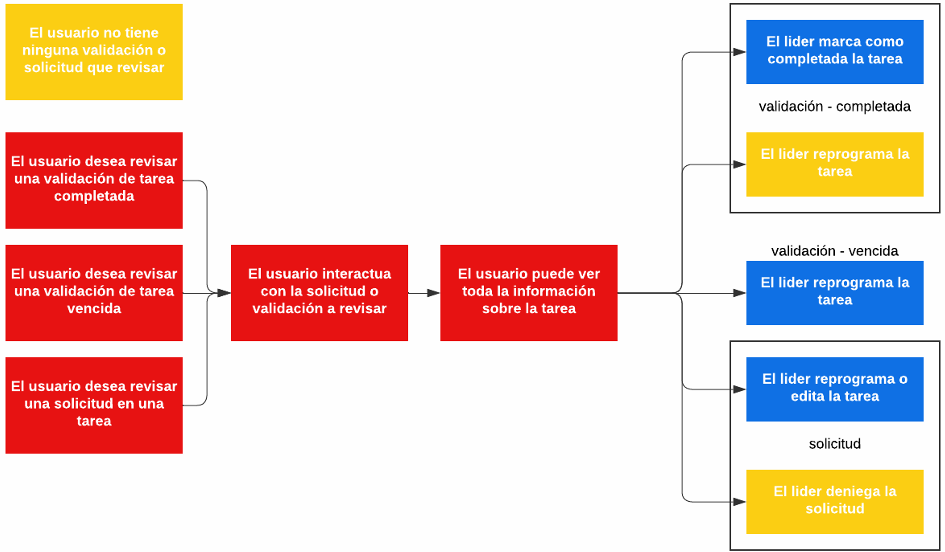 El usuario no tiene
ninguna validación o
solicitud que revisar
El usuario desea revisar
una validación de tarea
completada
El usuario desea revisar
una validación de tarea
vencida
El usuario desea revisar
una solicitud en una
tarea
El usuario interactua
con la solicitud o
validación a revisar
El usuario puede ver
toda la información
sobre la tarea
El lider marca como
completada la tarea
validación - completada
El lider reprograma la
tarea
validación - vencida
El lider reprograma la
tarea
El lider reprograma o
edita la tarea
solicitud
El lider deniega la
solicitud